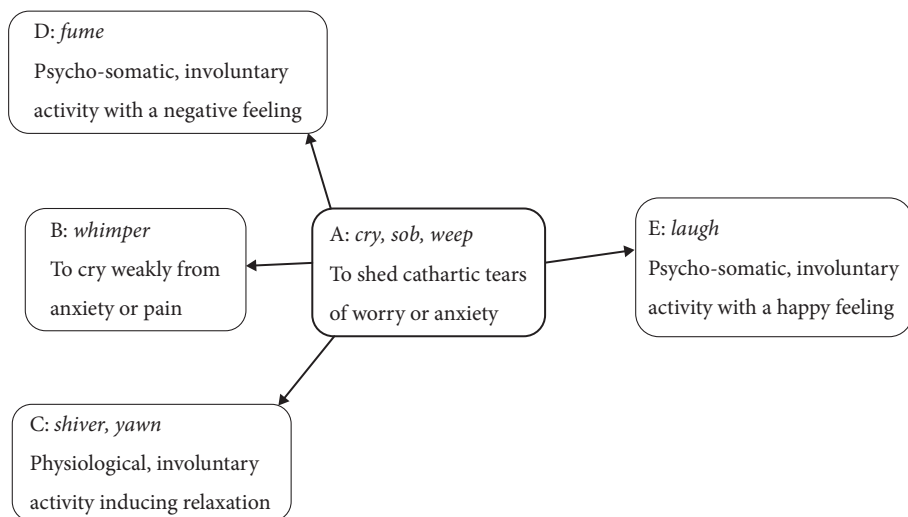 D: fume
Psycho-somatic, involuntary
activity with a negative feeling
B: whimper
To cry weakly from
anxiety or pain
A: cry, sob, weep
To shed cathartic tears
of worry or anxiety
E: laugh
Psycho-somatic, involuntary
activity with a happy feeling
C: shiver, yawn
Physiological, involuntary
activity inducing relaxation